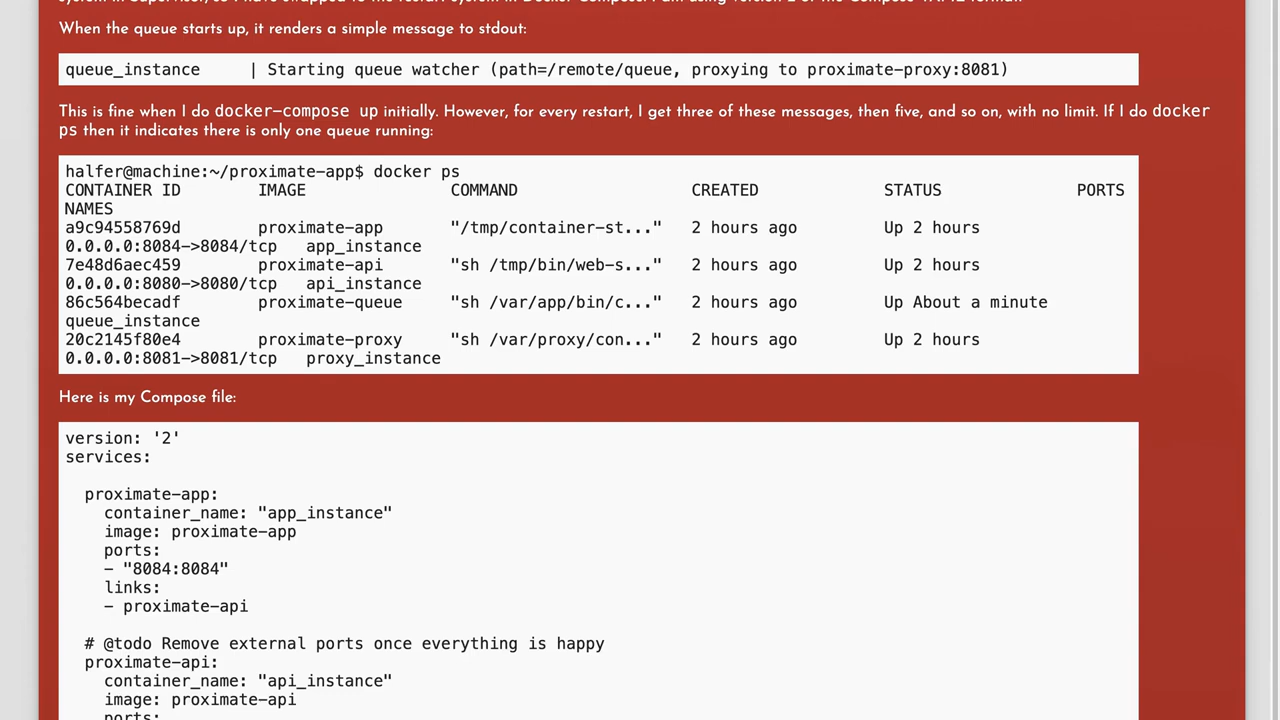 When the queue starts up, it renders a simple message to stdout:
queue_instance     | Starting queue watcher (path=/remote/queue, proxying to proximate-proxy:8081)
This is fine when I do docker-compose up initially. However, for every restart, I get three of these messages, then five, and so on, with no limit. If I do docker
ps then it indicates there is only one queue running:
halfer@machine:~/proximate-app$ docker ps
CONTAINER ID        IMAGE               COMMAND                  CREATED             STATUS              PORTS
NAMES
a9c94558769d        proximate-app       "/tmp/container-st..."   2 hours ago         Up 2 hours
0.0.0.0:8084->8084/tcp   app_instance
7e48d6aec459        proximate-api       "sh /tmp/bin/web-s..."   2 hours ago         Up 2 hours
0.0.0.0:8080->8080/tcp   api_instance
86c564becadf        proximate-queue     "sh /var/app/bin/c..."   2 hours ago         Up About a minute
queue_instance
20c2145f80e4        proximate-proxy     "sh /var/proxy/con..."   2 hours ago         Up 2 hours
0.0.0.0:8081->8081/tcp   proxy_instance
Here is my Compose file:
version: '2'
services:
  proximate-app:
    container_name: "app_instance"
    image: proximate-app
    ports:
    - "8084:8084"
    links:
    - proximate-api
  # @todo Remove external ports once everything is happy
  proximate-api:
    container_name: "api_instance"
    image: proximate-api
    ports: